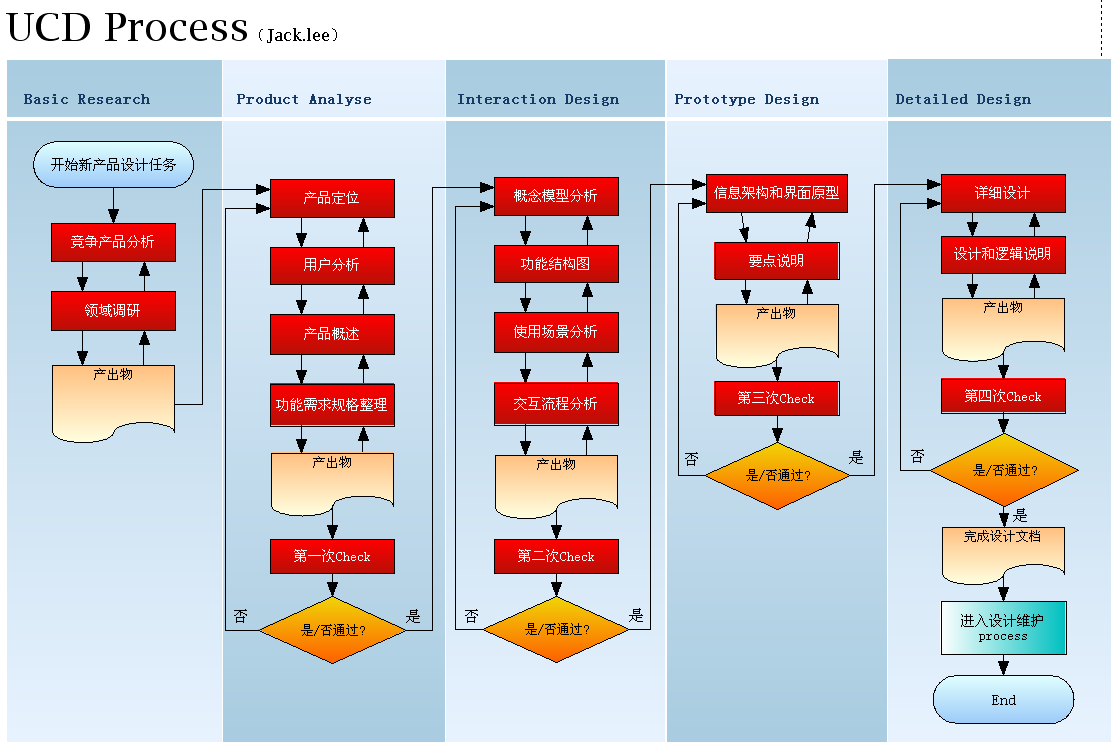 UCD Process（Jack.lee）
Basic Research
Product Analyse
Interaction Design
Prototype Design
Detailed Design
开始新产品设计任务
竞争产品分析
领域调研
产出物
产品定位
用户分析
产品概述
功能需求规格整理
产出物
第一次Check
是/否通过?
否
是
概念模型分析
功能结构图
使用场景分析
交互流程分析
产出物
第二次Check
是/否通过?
否
是
信息架构和界面原型
要点说明
产出物
第三次Check
是/否通过?
否
是
详细设计
设计和逻辑说明
产出物
第四次Check
是/否通过?
否
是
完成设计文档
进入设计维护
process
End